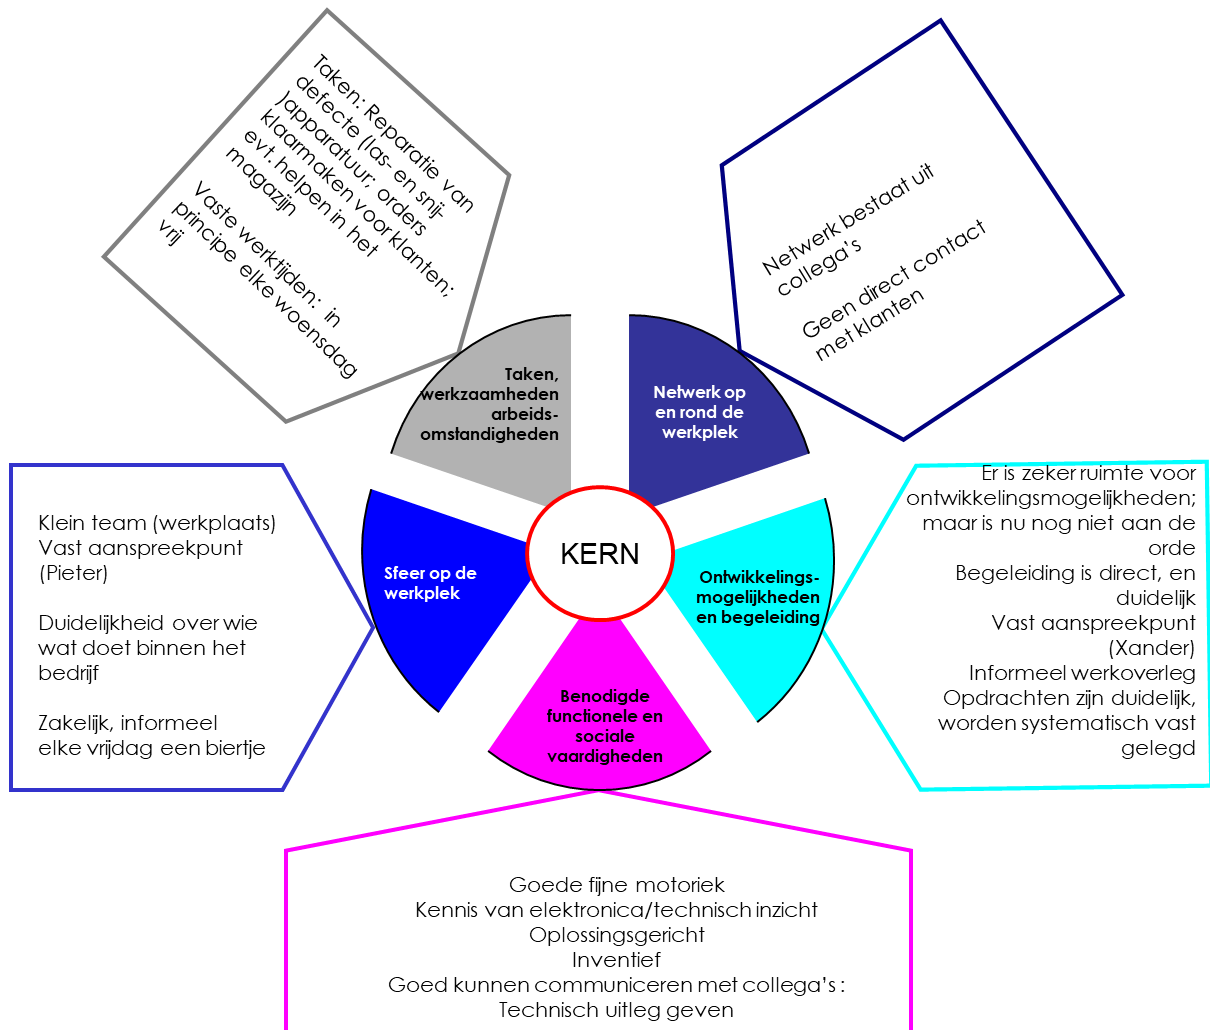 Taken: Reparatie van
defecte (las- en snij-
)apparatuur; orders
klaarmaken voor klanten;
evt. helpen in het
magazijn
Vaste werktijden: in
principe elke woensdag
vrij
Netwerk bestaat uit
collega's
Geen direct contact
met klanten
Taken,
werkzaamheden
arbeids-
omstandigheden
Netwerk op
en rond de
werkplek
Klein team (werkplaats)
Vast aanspreekpunt
(Pieter)
Duidelijkheid over wie
wat doet binnen het
bedrijf
Zakelijk, informeel
elke vrijdag een biertje
Sfeer op de
werkplek
KERN
Ontwikkelings-
mogelijkheden
en begeleiding
Er is zeker ruimte voor
ontwikkelingsmogelijkheden;
maar is nu nog niet aan de
orde
Begeleiding is direct, en
duidelijk
Vast aanspreekpunt
(Xander)
Informeel werkoverleg
Opdrachten zijn duidelijk,
worden systematisch vast
gelegd
Benodigde
functionele en
sociale
vaardigheden
Goede fijne motoriek
Kennis van elektronica/technisch inzicht
Oplossingsgericht
Inventief
Goed kunnen communiceren met collega's :
Technisch uitleg geven